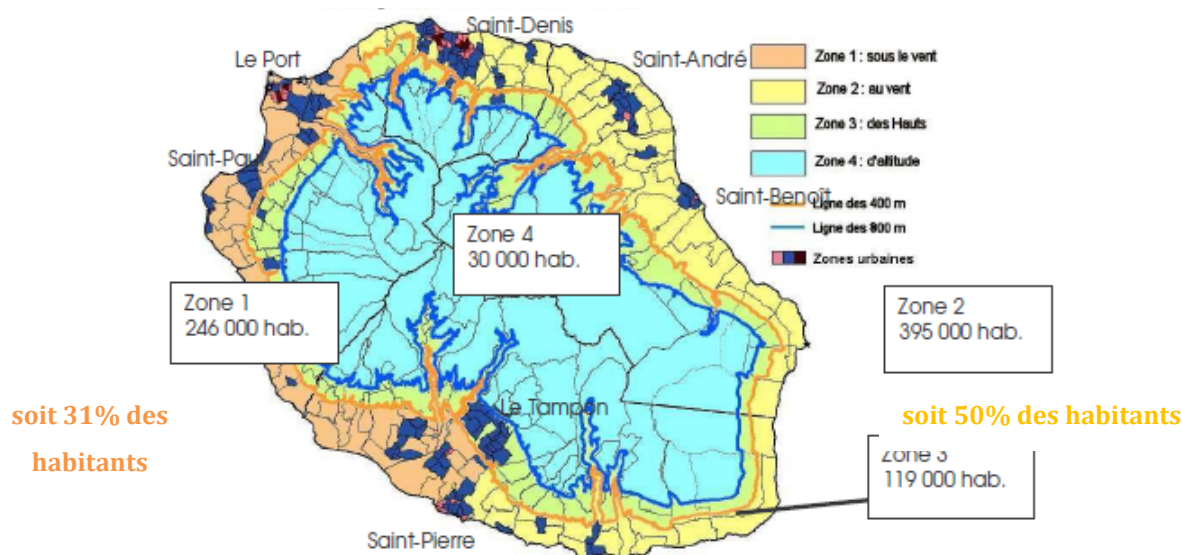 Saint-Denis
Saint-André
Le Port
Zone 1 : sous le vent
Zone 2 : au vent
Zone 3 : des Hauts
Zone 4 : d'altitude
Saint-Pau
Saint-Benoît
Ligne des 400 m
Ligne des 800 m
Zones urbaines
Zone 4
30 000 hab.
Zone 1
246 000 hab.
Zone 2
395 000 hab.
soit 31% des
habitants
Le Tampon
soit 50% des habitants
Zone 3
119 000 hab.
Saint-Pierre